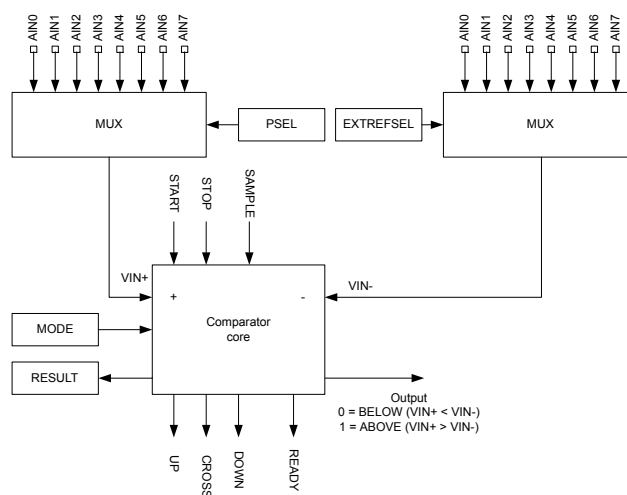 AIN0
AIN1
AIN2
AIN3
AIN4
AIN5
AIN6
AIN7
AIN0
AIN1
AIN2
AIN3
AIN4
AIN5
AIN6
AIN7
MUX
PSEL
EXTREFSEL
MUX
START
STOP
SAMPLE
VIN+
VIN-
+
-
MODE
Comparator
core
RESULT
Output
0 = BELOW (VIN+ < VIN-)
1 = ABOVE (VIN+ > VIN-)
UP
CROSS
DOWN
READY